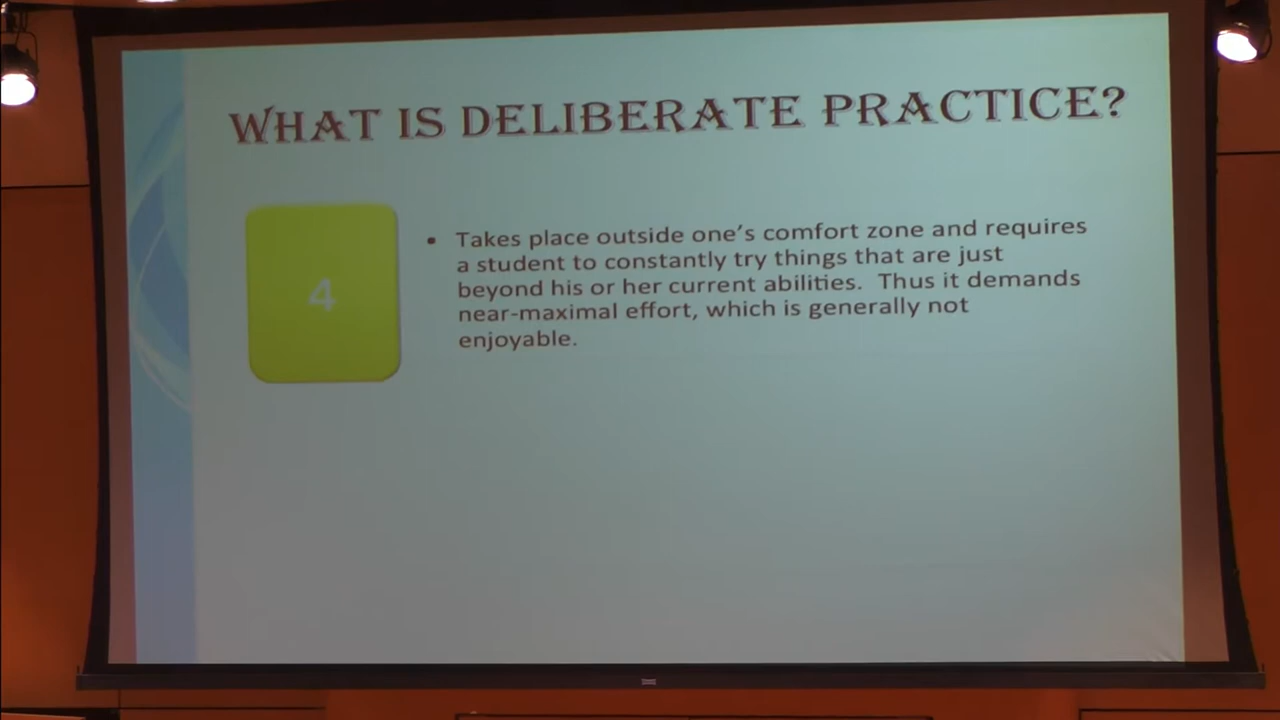 WHAT IS DELIBERATE PRACTICE?
4
• Takes place outside one's comfort zone and requires
a student to constantly try things that are just
beyond his or her current abilities.  Thus it demands
near-maximal effort, which is generally not
enjoyable.